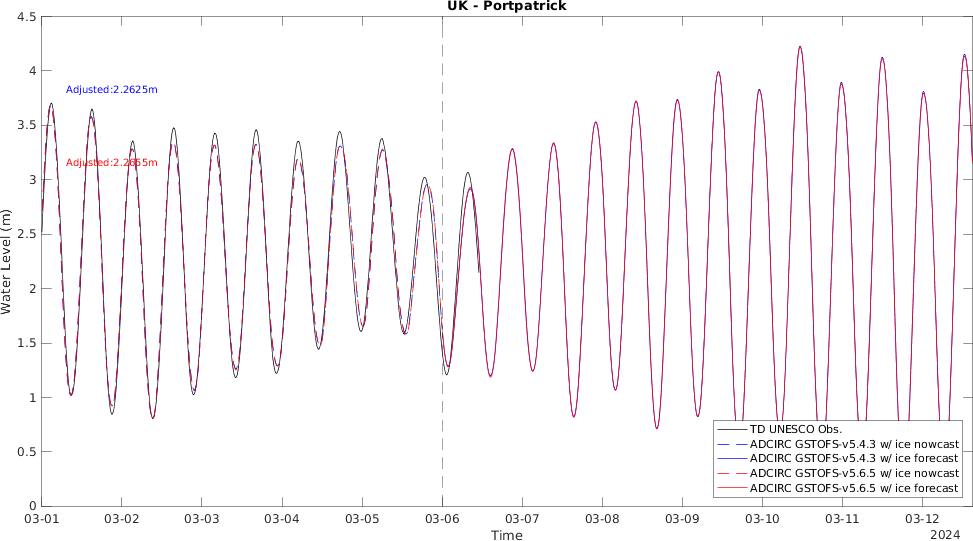 UK - Portpatrick
4.5
4
3.5
3
2.5
2
1.5
1
0.5
0
Water Level (m)
Adjusted:2.2625m
Adjusted:2.2655m
TD UNESCO Obs.
ADCIRC GSTOFS-v5.4.3 w/ ice nowcast
ADCIRC GSTOFS-v5.4.3 w/ ice forecast
ADCIRC GSTOFS-v5.6.5 w/ ice nowcast
ADCIRC GSTOFS-v5.6.5 w/ ice forecast
03-01 03-02 03-03 03-04 03-05 03-06 03-07 03-08 03-09 03-10 03-11 03-12
Time
2024